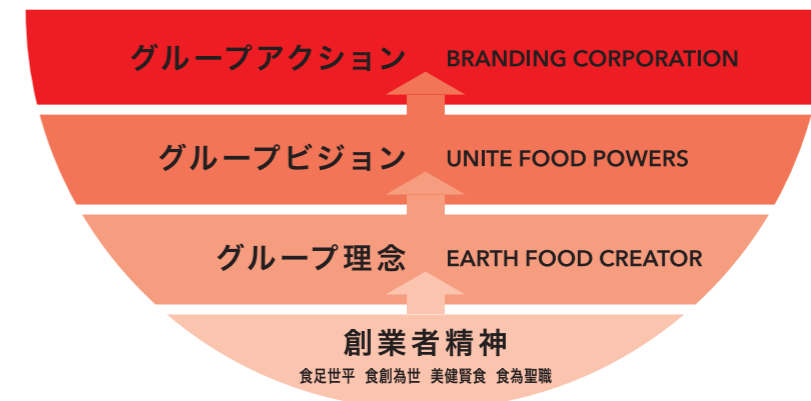 グループアクション BRANDING CORPORATION
グループビジョン UNITE FOOD POWERS
グループ理念 EARTH FOOD CREATOR
創業者精神
食足世平 食創為世 美健賢食 食為聖職